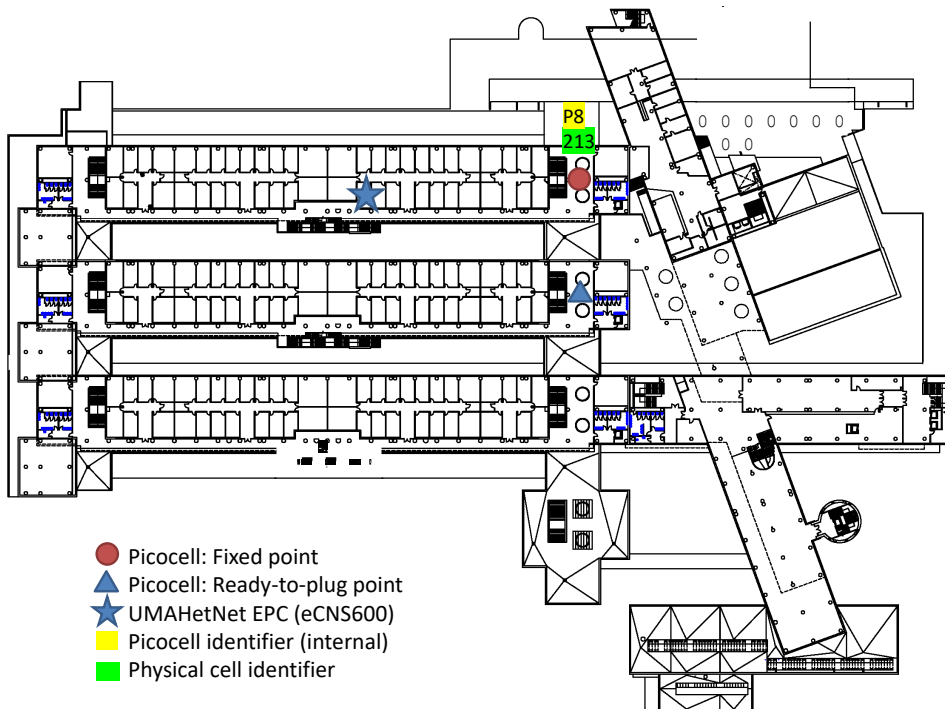 P8
213
Picocell: Fixed point
Picocell: Ready-to-plug point
UMAHetNet EPC (eCNS600)
Picocell identifier (internal)
Physical cell identifier